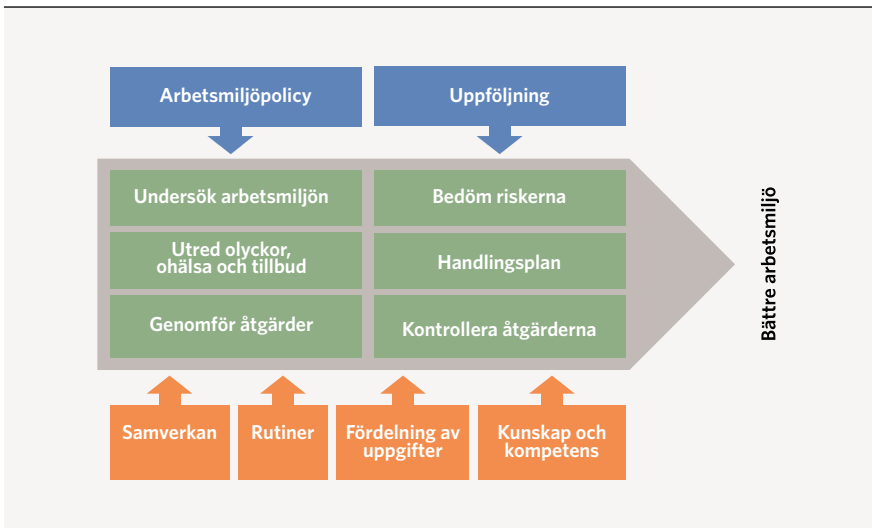 Arbetsmiljöpolicy
Uppföljning
Undersök arbetsmiljön
Bedöm riskerna
Utred olyckor,
ohälsa och tillbud
Handlingsplan
Genomför åtgärder
Kontrollera åtgärderna
Bättre arbetsmiljö
Samverkan
Rutiner
Fördelning av
uppgifter
Kunskap och
kompetens